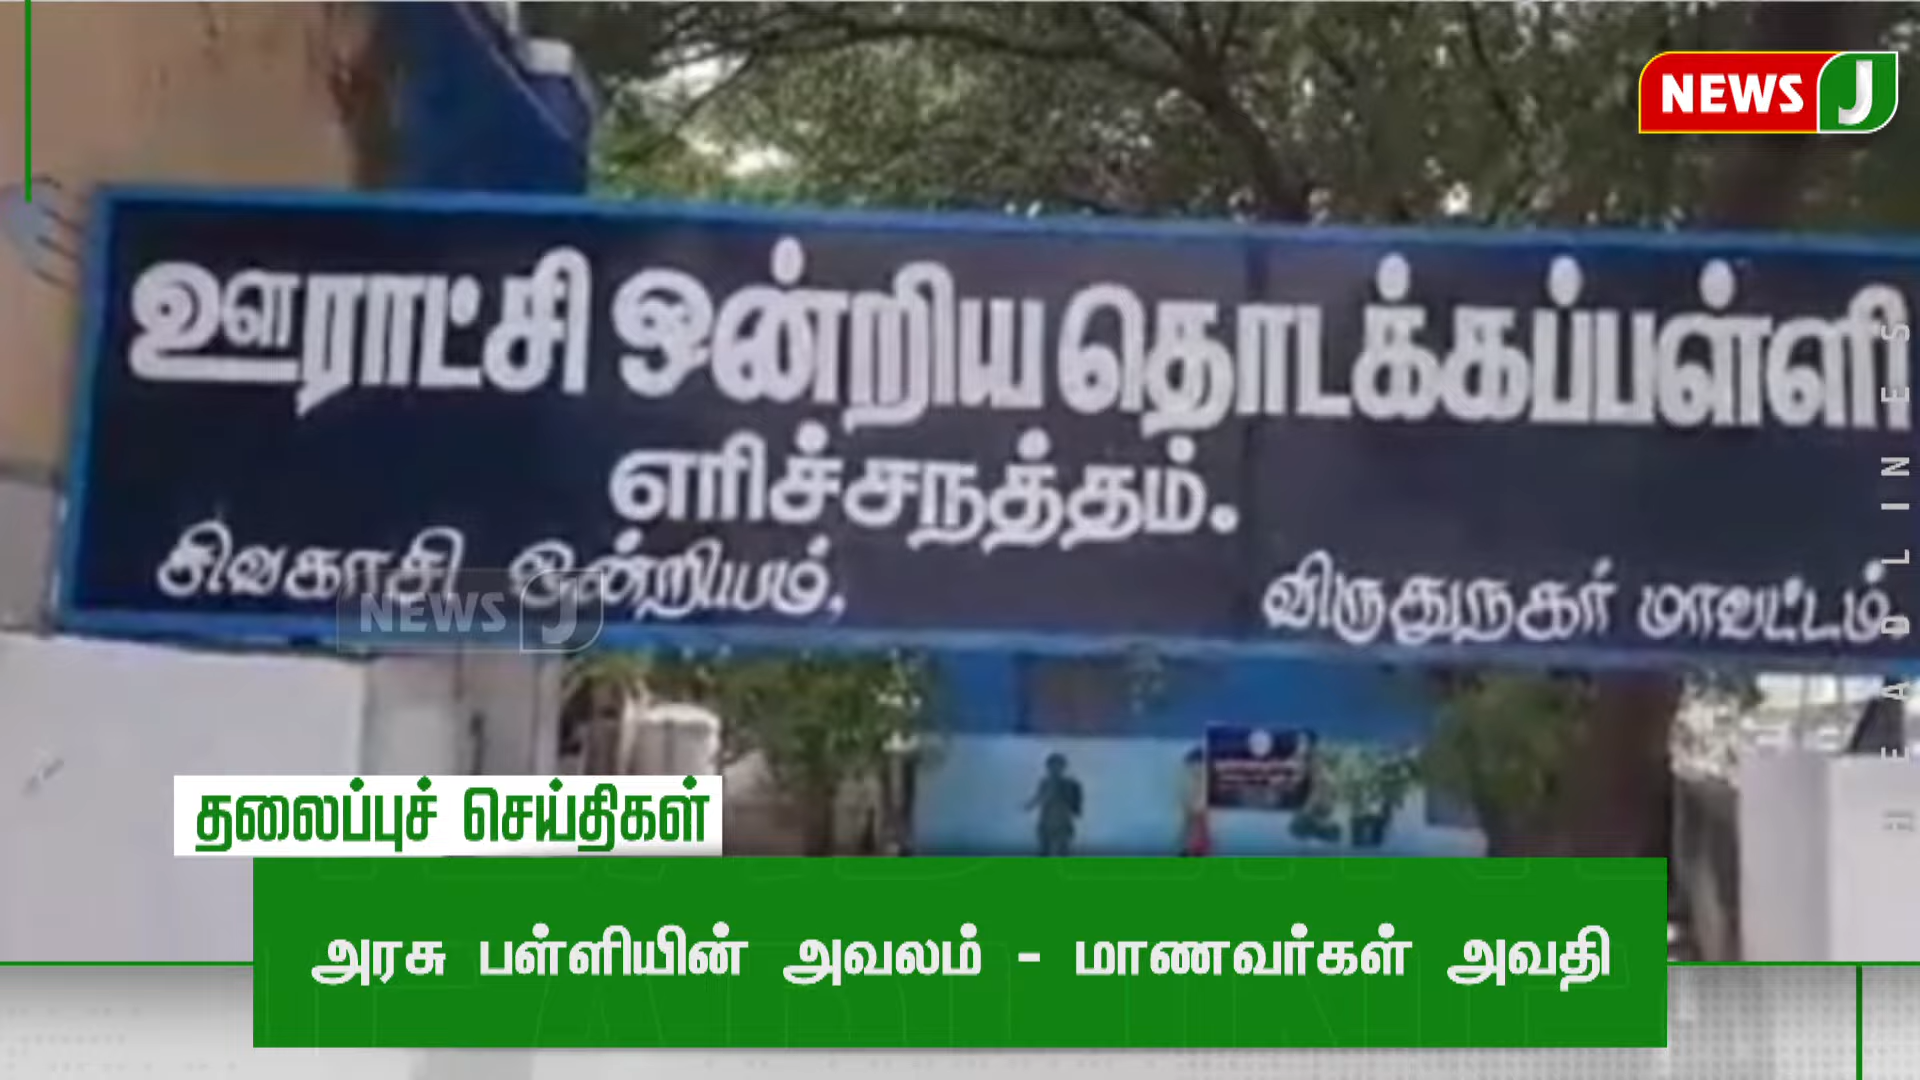 NEWS J
ஊராட்சி ஒன்றிய தொடக்கப்பள்ளி
எரிச்சநத்தம்.
சிவகாசி ஒன்றியம்,
விருதுநகர் மாவட்டம்
NEWS J
HEADLINES
தலைப்புச் செய்திகள்
அரசு பள்ளியின் அவலம் - மாணவர்கள் அவதி